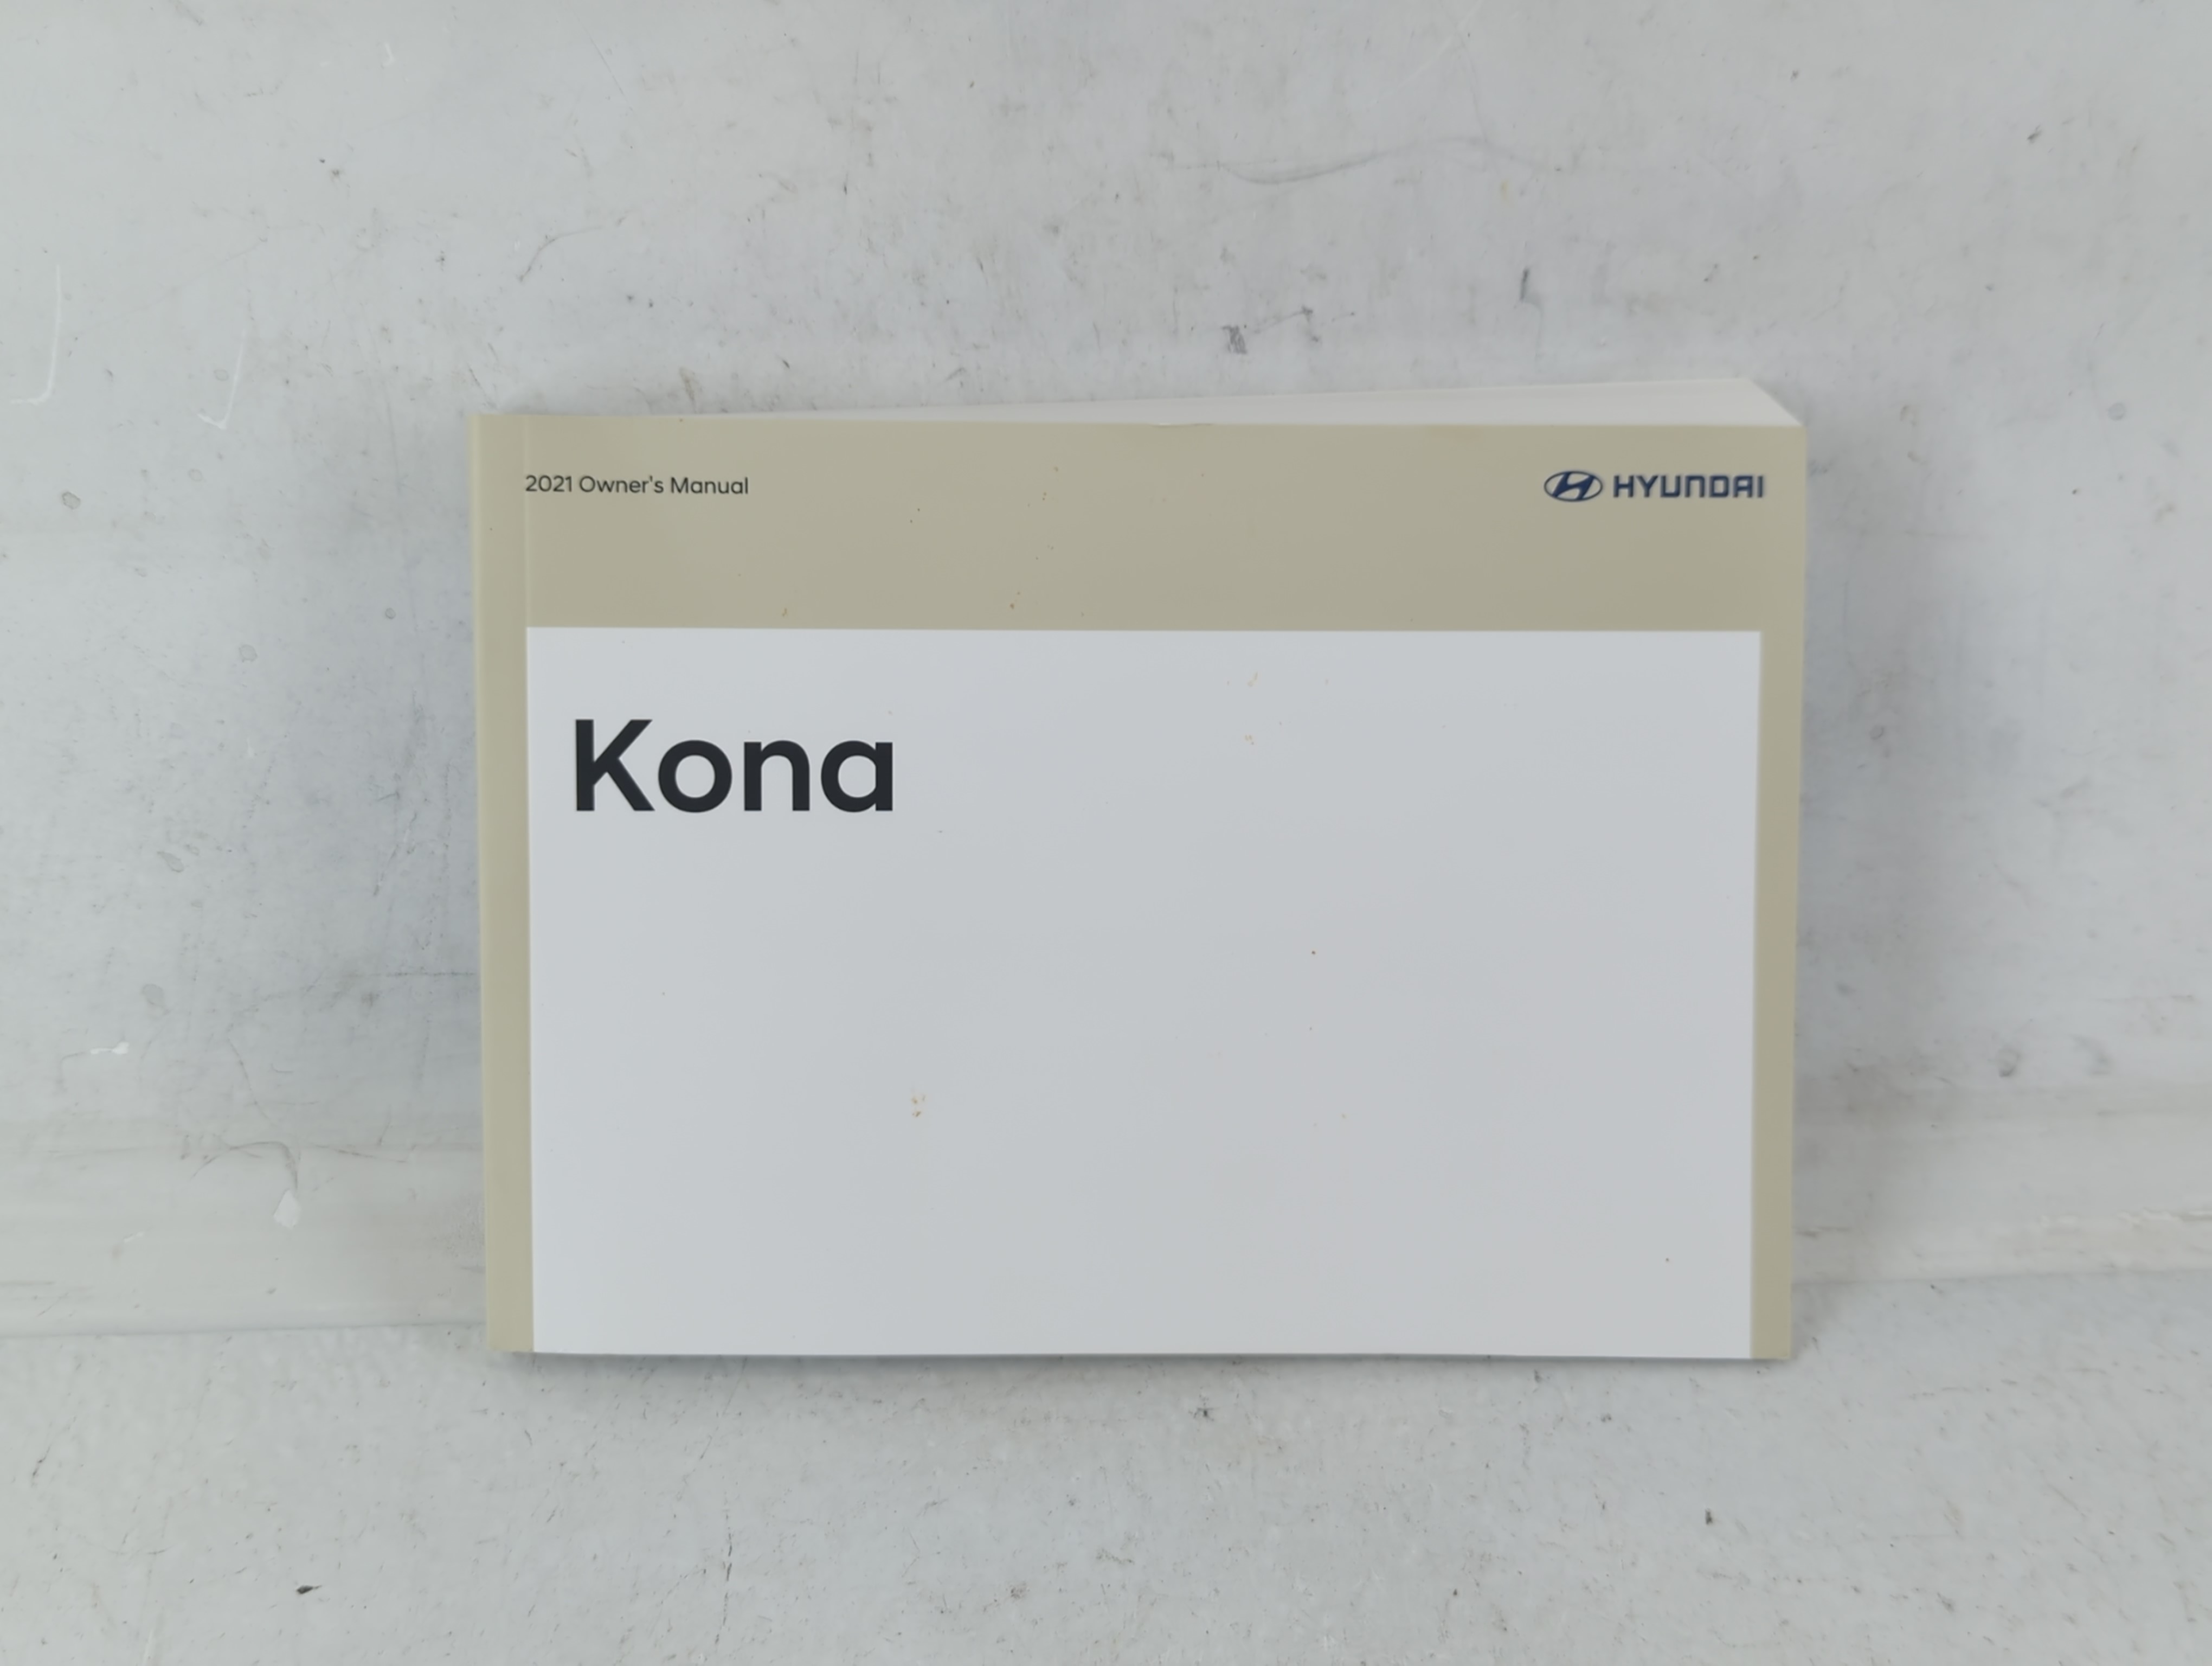 2021 Owner's Manual
HYUNDAI
Kona